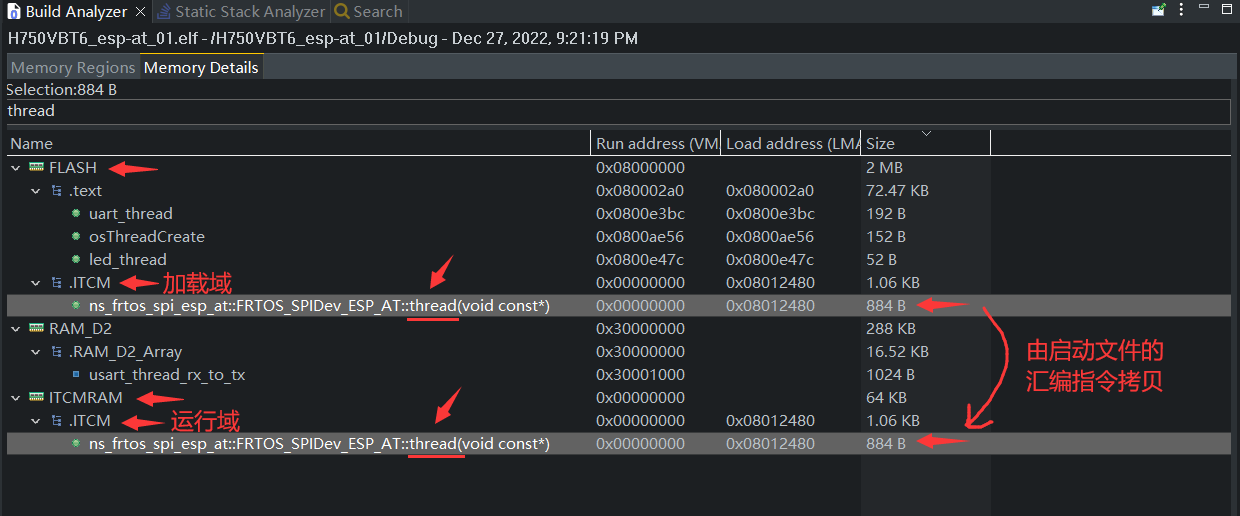 Build Analyzer Static Stack Analyzer Search
H750VBT6_esp-at_01.elf - /H750VBT6_esp-at_01/Debug - Dec 27, 2022, 9:21:19 PM
Memory Regions Memory Details
Selection:884 B
thread
Name Run address (VM Load address (LMA Size
FLASH 0x08000000 2 MB
.text 0x080002a0 0x080002a0 72.47 KB
uart_thread 0x0800e3bc 0x0800e3bc 192 B
osThreadCreate 0x0800ae56 0x0800ae56 152 B
led_thread 0x0800e47c 0x0800e47c 52 B
.ITCM 加载域 0x00000000 0x08012480 1.06 KB
ns_frtos_spi_esp_at::FRTOS_SPIDev_ESP_AT::thread(void const*) 0x00000000 0x08012480 884 B
RAM_D2 0x30000000 288 KB
.RAM_D2_Array 0x30000000 16.52 KB
usart_thread_rx_to_tx 0x30001000 1024 B
由启动文件的
汇编指令拷贝
ITCMRAM 0x00000000 64 KB
.ITCM 运行域 0x00000000 0x08012480 1.06 KB
ns_frtos_spi_esp_at::FRTOS_SPIDev_ESP_AT::thread(void const*) 0x00000000 0x08012480 884 B